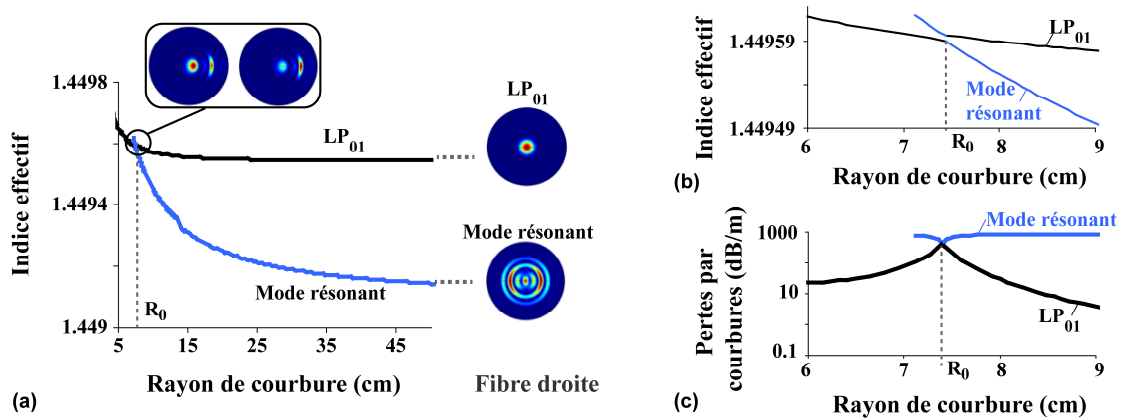 1.4498
1.4494
1.449
Indice effectif
LP01
LP01
Mode résonant
Mode résonant
R0
5 15 25 35 45
Rayon de courbure (cm)
Fibre droite
(a)
Indice effectif
1.44959
1.44949
LP01
Mode résonant
R0
6 7 8 9
Rayon de courbure (cm)
(b)
Pertes par courbures (dB/m)
1000
10
0.1
Mode résonant
LP01
R0
6 7 8 9
Rayon de courbure (cm)
(c)